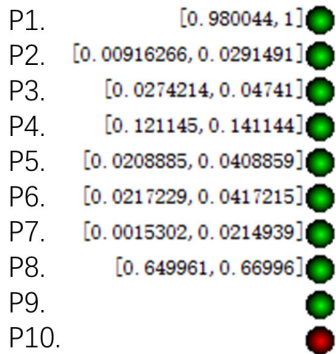 P1. [0.980044, 1]
P2. [0.00916266, 0.0291491]
P3. [0.0274214, 0.04741]
P4. [0.121145, 0.141144]
P5. [0.0208885, 0.0408859]
P6. [0.0217229, 0.0417215]
P7. [0.0015302, 0.0214939]
P8. [0.649961, 0.66996]
P9.
P10.